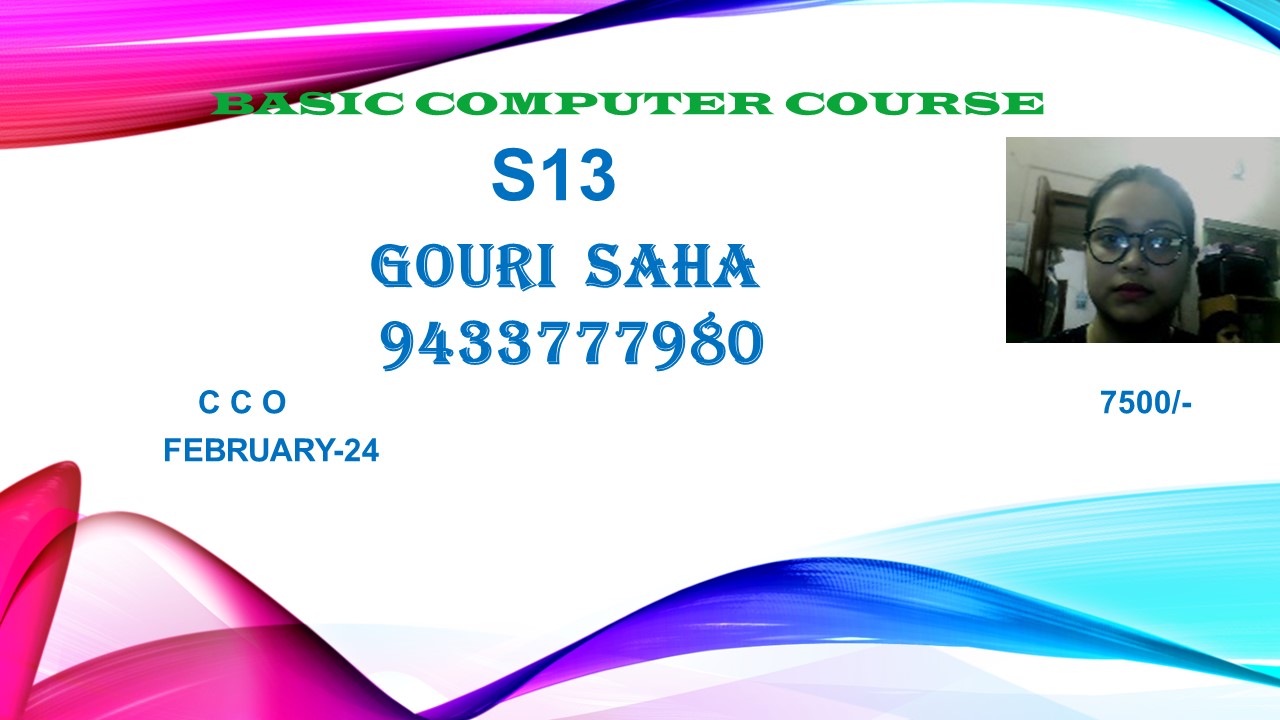 BASIC COMPUTER COURSE
S13
GOURI SAHA
9433777980
C C O 7500/-
FEBRUARY-24